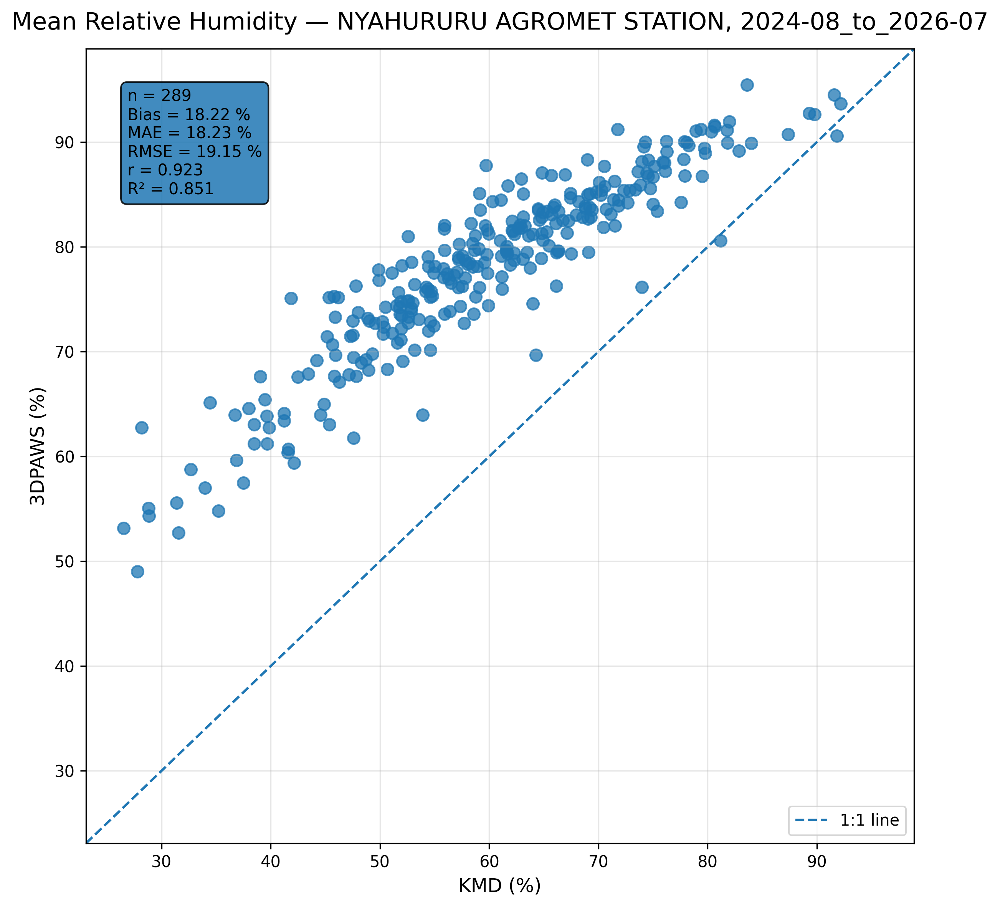 Mean Relative Humidity — NYAHURURU AGROMET STATION, 2024-08_to_2026-07
n = 289
Bias = 18.22 %
MAE = 18.23 %
RMSE = 19.15 %
r = 0.923
R² = 0.851
90
80
70
60
50
40
30
3DPAWS (%)
1:1 line
30 40 50 60 70 80 90
KMD (%)